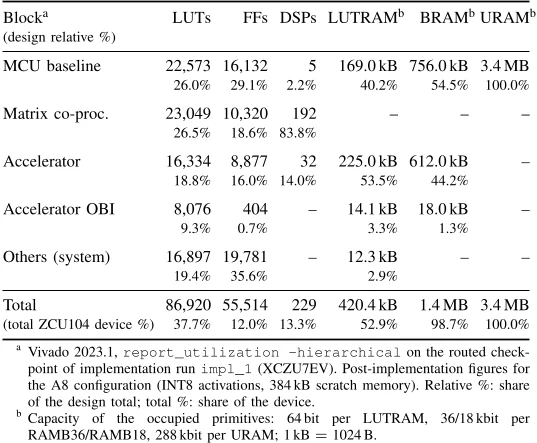 Blockᵃ LUTs FFs DSPs LUTRAMᵇ BRAMᵇ URAMᵇ
(design relative %)
MCU baseline 22,573 16,132 5 169.0 kB 756.0 kB 3.4 MB
26.0% 29.1% 2.2% 40.2% 54.5% 100.0%
Matrix co-proc. 23,049 10,320 192 – – –
26.5% 18.6% 83.8%
Accelerator 16,334 8,877 32 225.0 kB 612.0 kB –
18.8% 16.0% 14.0% 53.5% 44.2%
Accelerator OBI 8,076 404 – 14.1 kB 18.0 kB –
9.3% 0.7% 3.3% 1.3%
Others (system) 16,897 19,781 – 12.3 kB – –
19.4% 35.6% 2.9%
Total 86,920 55,514 229 420.4 kB 1.4 MB 3.4 MB
(total ZCU104 device %) 37.7% 12.0% 13.3% 52.9% 98.7% 100.0%
ᵃ Vivado 2023.1, report_utilization -hierarchical on the routed check-
point of implementation run impl_1 (XCZU7EV). Post-implementation figures for
the A8 configuration (INT8 activations, 384 kB scratch memory). Relative %: share
of the design total; total %: share of the device.
ᵇ Capacity of the occupied primitives: 64 bit per LUTRAM, 36/18 kbit per
RAMB36/RAMB18, 288 kbit per URAM; 1 kB = 1024 B.